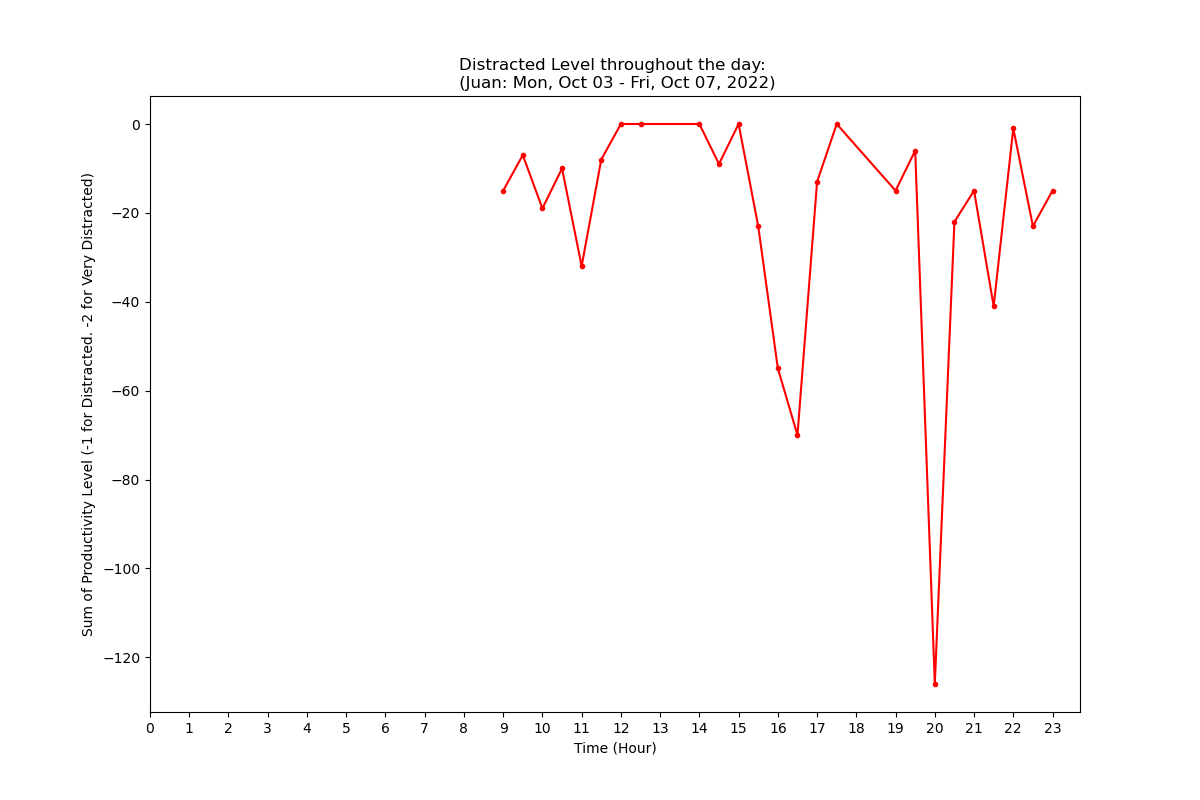 Distracted Level throughout the day:
(Juan: Mon, Oct 03 - Fri, Oct 07, 2022)
Sum of Productivity Level (-1 for Distracted. -2 for Very Distracted)
0
−20
−40
−60
−80
−100
−120
0 1 2 3 4 5 6 7 8 9 10 11 12 13 14 15 16 17 18 19 20 21 22 23
Time (Hour)